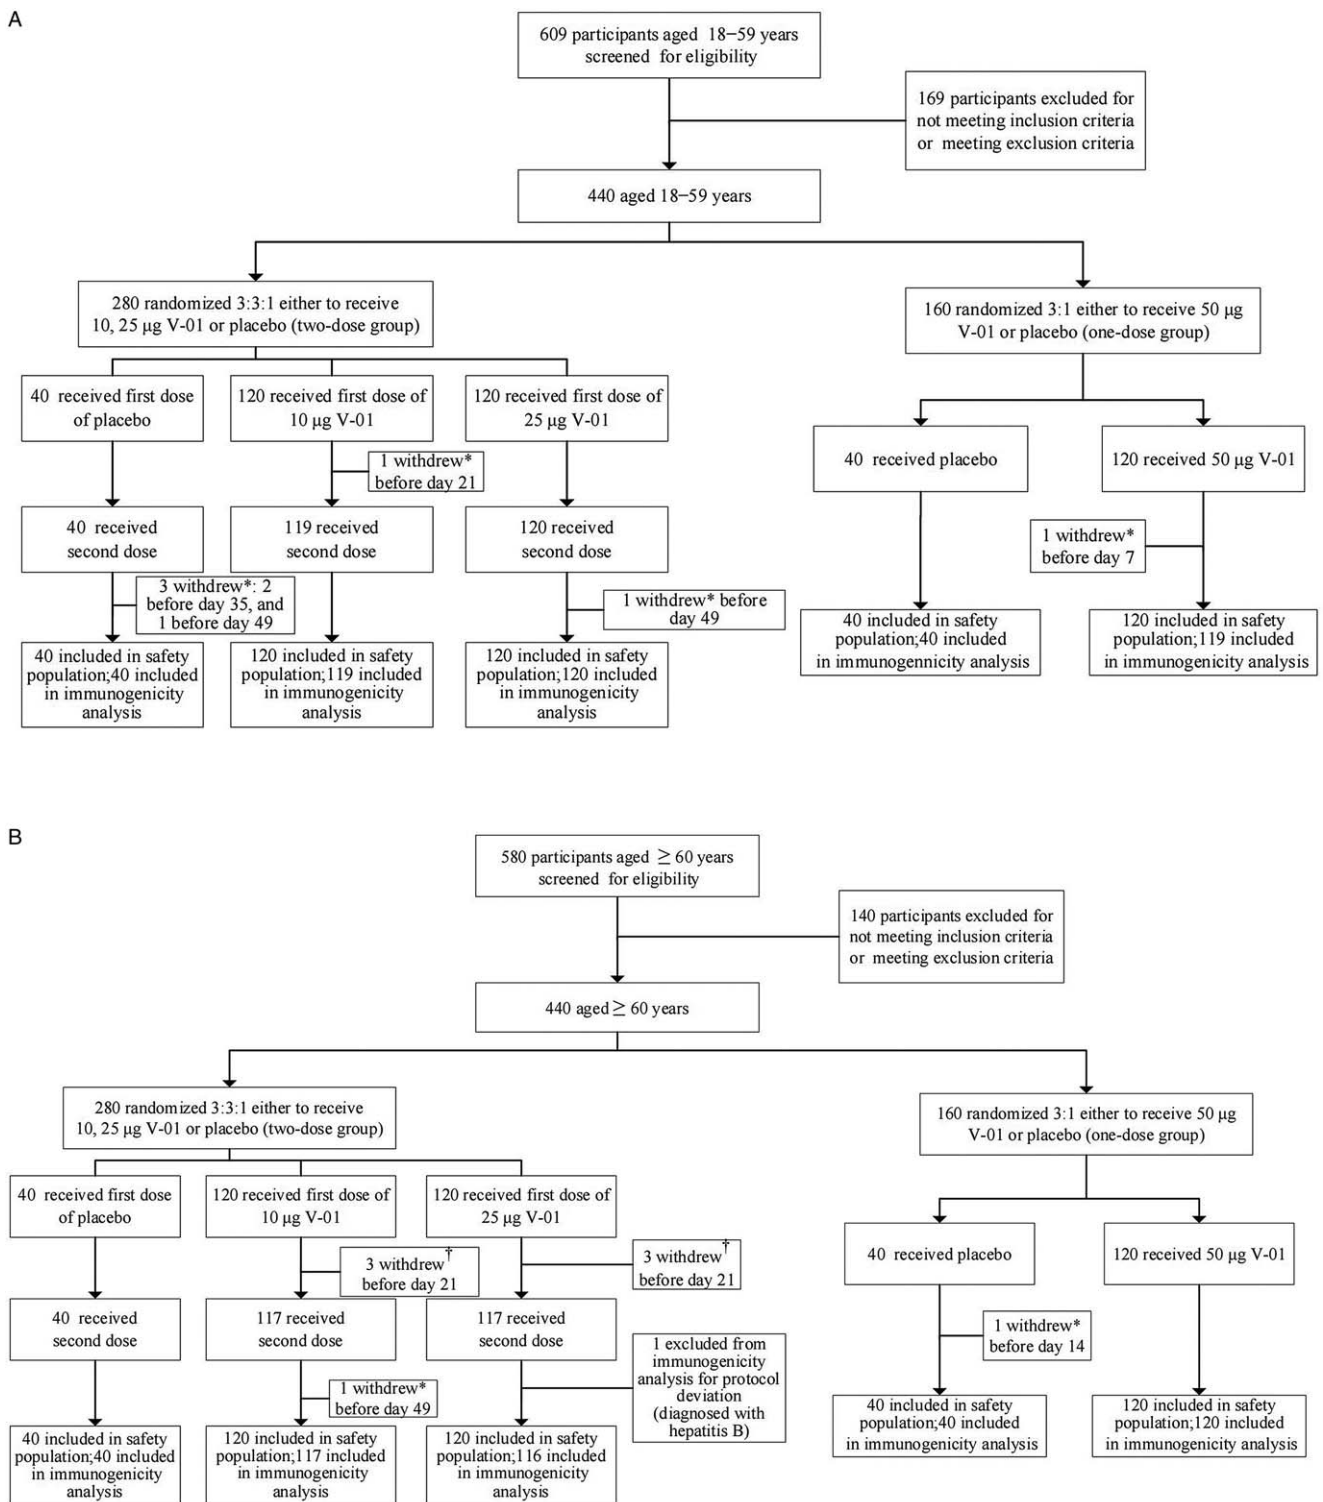 A
609 participants aged 18−59 years
screened for eligibility
169 participants excluded for
not meeting inclusion criteria
or meeting exclusion criteria
440 aged 18−59 years
280 randomized 3:3:1 either to receive
10, 25 μg V-01 or placebo (two-dose group)
160 randomized 3:1 either to receive 50 μg
V-01 or placebo (one-dose group)
40 received first dose
of placebo
120 received first dose of
10 μg V-01
120 received first dose of
25 μg V-01
40 received placebo
120 received 50 μg V-01
1 withdrew*
before day 21
40 received
second dose
119 received
second dose
120 received
second dose
1 withdrew*
before day 7
3 withdrew*: 2
before day 35, and
1 before day 49
1 withdrew* before
day 49
40 included in safety
population;40 included
in immunogenicity
analysis
120 included in safety
population;119 included
in immunogenicity
analysis
120 included in safety
population;120 included
in immunogenicity
analysis
40 included in safety
population;40 included
in immunogennicity analysis
120 included in safety
population;119 included
in immunogenicity analysis
B
580 participants aged ≥ 60 years
screened for eligibility
140 participants excluded for
not meeting inclusion criteria
or meeting exclusion criteria
440 aged ≥ 60 years
280 randomized 3:3:1 either to receive
10, 25 μg V-01 or placebo (two-dose group)
160 randomized 3:1 either to receive 50 μg
V-01 or placebo (one-dose group)
40 received first dose
of placebo
120 received first dose of
10 μg V-01
120 received first dose of
25 μg V-01
40 received placebo
120 received 50 μg V-01
3 withdrew†
before day 21
3 withdrew†
before day 21
40 received
second dose
117 received
second dose
117 received
second dose
1 withdrew*
before day 14
1 withdrew*
before day 49
1 excluded from
immunogenicity
analysis for protocol
deviation
(diagnosed with
hepatitis B)
40 included in safety
population;40 included
in immunogenicity
analysis
120 included in safety
population;117 included
in immunogenicity
analysis
120 included in safety
population;116 included
in immunogenicity
analysis
40 included in safety
population;40 included
in immunogenicity analysis
120 included in safety
population;120 included
in immunogenicity analysis